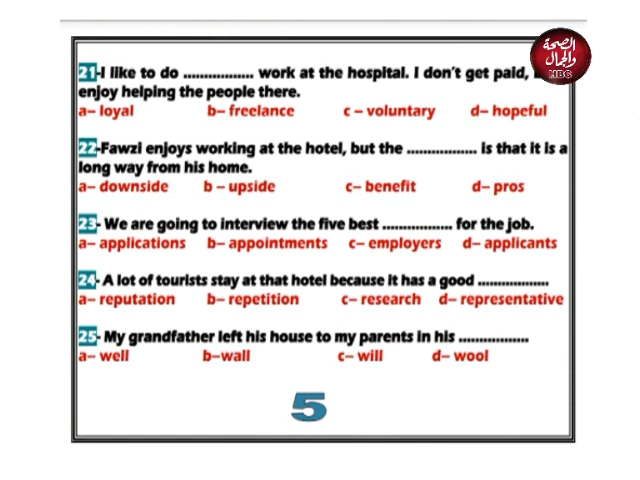 الصحة
والجمال
HBC
21-I like to do .................. work at the hospital. I don't get paid,
enjoy helping the people there.
a– loyal b– freelance c – voluntary d– hopeful
22-Fawzi enjoys working at the hotel, but the .................. is that it is a
long way from his home.
a– downside b – upside c– benefit d– pros
23- We are going to interview the five best .................. for the job.
a– applications b– appointments c– employers d– applicants
24- A lot of tourists stay at that hotel because it has a good ..................
a– reputation b– repetition c– research d– representative
25- My grandfather left his house to my parents in his ..................
a– well b–wall c– will d– wool
5